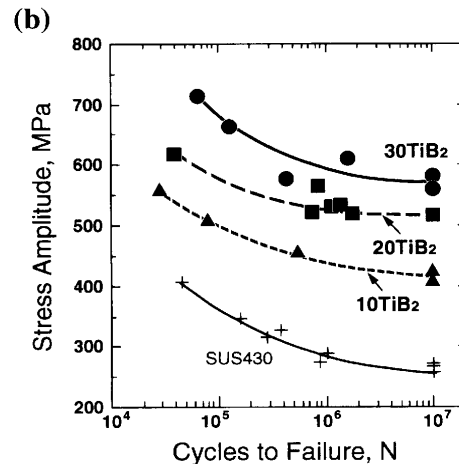 (b)
Stress Amplitude, MPa
800
700
600
500
400
300
200
30TiB2
20TiB2
10TiB2
SUS430
10^4
10^5
10^6
10^7
Cycles to Failure, N